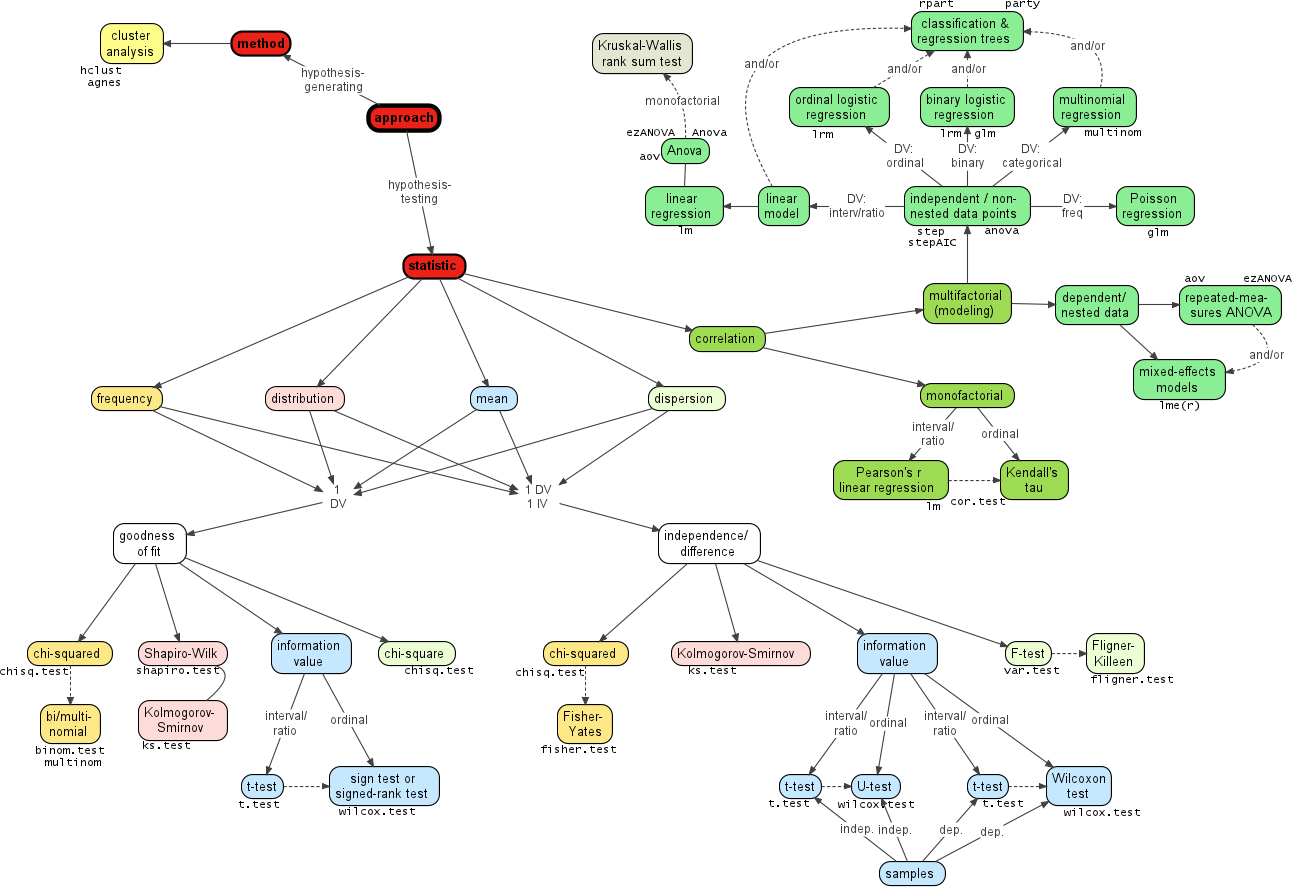 rpart
party
classification &
regression trees
cluster
analysis
hclust
agnes
method
hypothesis-
generating
approach
hypothesis-
testing
statistic
Kruskal-Wallis
rank sum test
monofactorial
ezANOVA
Anova
aov
Anova
and/or
and/or
and/or
and/or
ordinal logistic
regression
lrm
binary logistic
regression
lrm
glm
multinomial
regression
multinom
DV:
ordinal
DV:
binary
DV:
categorical
linear
regression
lm
linear
model
DV:
interv/ratio
independent / non-
nested data points
step
stepAIC
anova
DV:
freq
Poisson
regression
glm
multifactorial
(modeling)
dependent/
nested data
aov
ezANOVA
repeated-mea-
sures ANOVA
and/or
mixed-effects
models
lme(r)
correlation
monofactorial
interval/
ratio
ordinal
Pearson's r
linear regression
lm
cor.test
Kendall's
tau
frequency
distribution
mean
dispersion
1
DV
1 DV
1 IV
goodness
of fit
independence/
difference
chi-squared
chisq.test
bi/multi-
nomial
binom.test
multinom
Shapiro-Wilk
shapiro.test
Kolmogorov-
Smirnov
ks.test
information
value
interval/
ratio
ordinal
t-test
t.test
sign test or
signed-rank test
wilcox.test
chi-square
chisq.test
chi-squared
chisq.test
Fisher-
Yates
fisher.test
Kolmogorov-Smirnov
ks.test
information
value
interval/
ratio
ordinal
interval/
ratio
ordinal
t-test
t.test
U-test
wilcox.test
t-test
t.test
Wilcoxon
test
wilcox.test
indep.
indep.
dep.
dep.
samples
F-test
var.test
Fligner-
Killeen
fligner.test